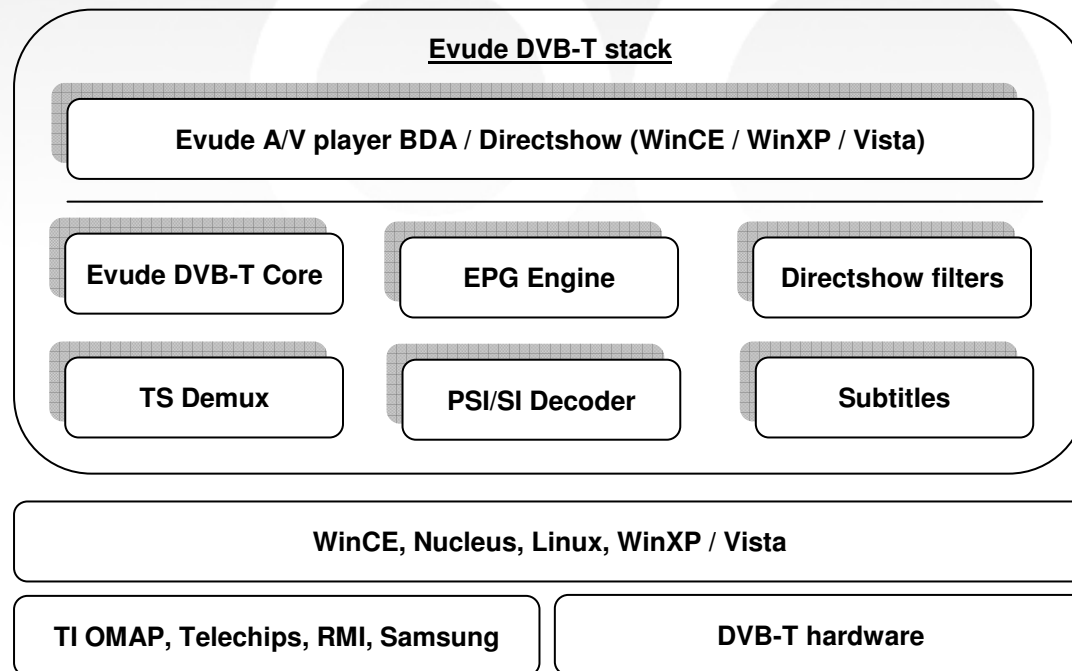 Evude DVB-T stack
Evude A/V player BDA / Directshow (WinCE / WinXP / Vista)
Evude DVB-T Core
EPG Engine
Directshow filters
TS Demux
PSI/SI Decoder
Subtitles
WinCE, Nucleus, Linux, WinXP / Vista
TI OMAP, Telechips, RMI, Samsung
DVB-T hardware